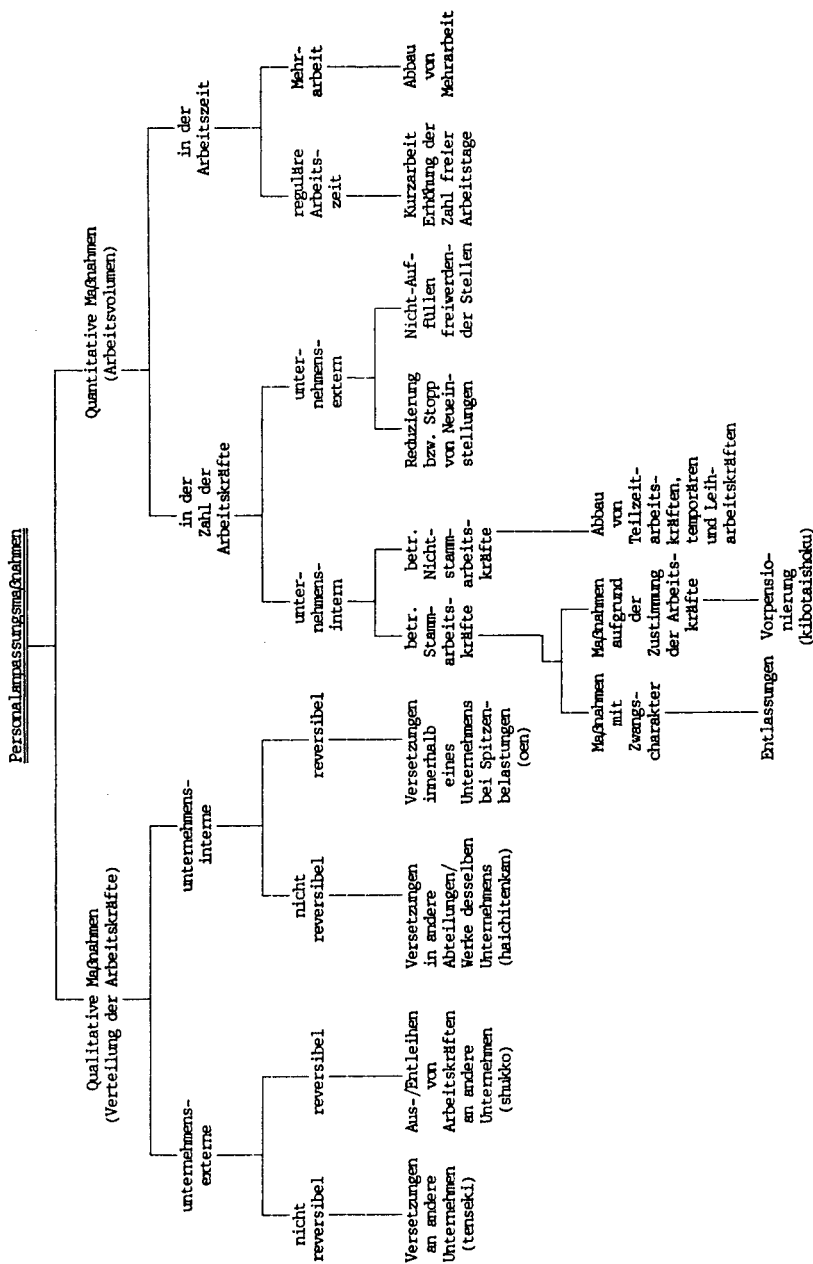 Personalanpassungsmaßnahmen
Qualitative Maßnahmen
(Verteilung der Arbeitskräfte)
Quantitative Maßnahmen
(Arbeitsvolumen)
unternehmens-
externe
unternehmens-
interne
in der
Zahl der
Arbeitskräfte
in der
Arbeitszeit
nicht
reversibel
reversibel
nicht
reversibel
reversibel
unter-
nehmens-
intern
unter-
nehmens-
extern
reguläre
Arbeits-
zeit
Mehr-
arbeit
Versetzungen
an andere
Unternehmen
(tenseki)
Aus-/Entleihen
von
Arbeitskräften
an andere
Unternehmen
(shukko)
Versetzungen
in andere
Abteilungen/
Werke desselben
Unternehmens
(haichitenkan)
Versetzungen
innerhalb
eines
Unternehmens
bei Spitzen-
belastungen
(oen)
betr.
Stamm-
arbeits-
kräfte
betr.
Nicht-
stamm-
arbeits-
kräfte
Reduzierung
bzw. Stopp
von Neuein-
stellungen
Nicht-Auf-
füllen
freiwerden-
der Stellen
Kurzarbeit
Erhöhung der
Zahl freier
Arbeitstage
Abbau
von
Mehrarbeit
Maßnahmen
mit
Zwangs-
charakter
Maßnahmen
aufgrund
der
Zustimmung
der Arbeits-
kräfte
Abbau
von
Teilzeit-
arbeits-
kräften,
temporären
und Leih-
arbeitskräften
Entlassungen
Vorpensio-
nierung
(kibotaishoku)